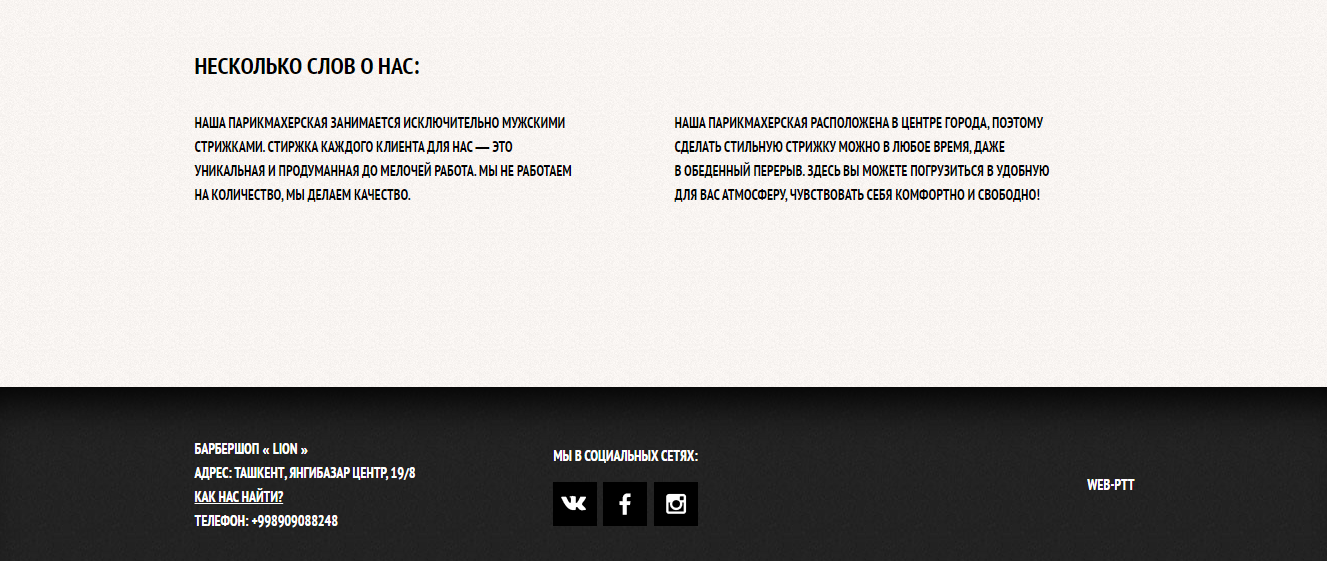 НЕСКОЛЬКО СЛОВ О НАС:
НАША ПАРИКМАХЕРСКАЯ ЗАНИМАЕТСЯ ИСКЛЮЧИТЕЛЬНО МУЖСКИМИ
СТРИЖКАМИ. СТИРЖКА КАЖДОГО КЛИЕНТА ДЛЯ НАС — ЭТО
УНИКАЛЬНАЯ И ПРОДУМАННАЯ ДО МЕЛОЧЕЙ РАБОТА. МЫ НЕ РАБОТАЕМ
НА КОЛИЧЕСТВО, МЫ ДЕЛАЕМ КАЧЕСТВО.
НАША ПАРИКМАХЕРСКАЯ РАСПОЛОЖЕНА В ЦЕНТРЕ ГОРОДА, ПОЭТОМУ
СДЕЛАТЬ СТИЛЬНУЮ СТРИЖКУ МОЖНО В ЛЮБОЕ ВРЕМЯ, ДАЖЕ
В ОБЕДЕННЫЙ ПЕРЕРЫВ. ЗДЕСЬ ВЫ МОЖЕТЕ ПОГРУЗИТЬСЯ В УДОБНУЮ
ДЛЯ ВАС АТМОСФЕРУ, ЧУВСТВОВАТЬ СЕБЯ КОМФОРТНО И СВОБОДНО!
БАРБЕРШОП « LION »
АДРЕС: ТАШКЕНТ, ЯНГИБАЗАР ЦЕНТР, 19/8
КАК НАС НАЙТИ?
ТЕЛЕФОН: +998909088248
МЫ В СОЦИАЛЬНЫХ СЕТЯХ:
WEB-PTT